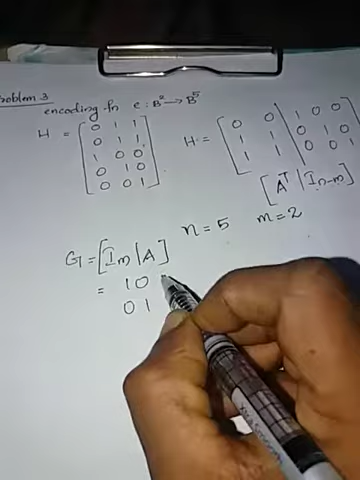 Problem 3
encoding fn e : B² → B⁵
H = [ 0 1 1
0 1 1
1 0 0
0 1 0
0 0 1 ]
H = [ 0 0 | 1 0 0
1 1 | 0 1 0
1 1 | 0 0 1 ]
[ Aᵀ | I n-m ]
n = 5 m = 2
G = [ Im | A ]
= 1 0
0 1